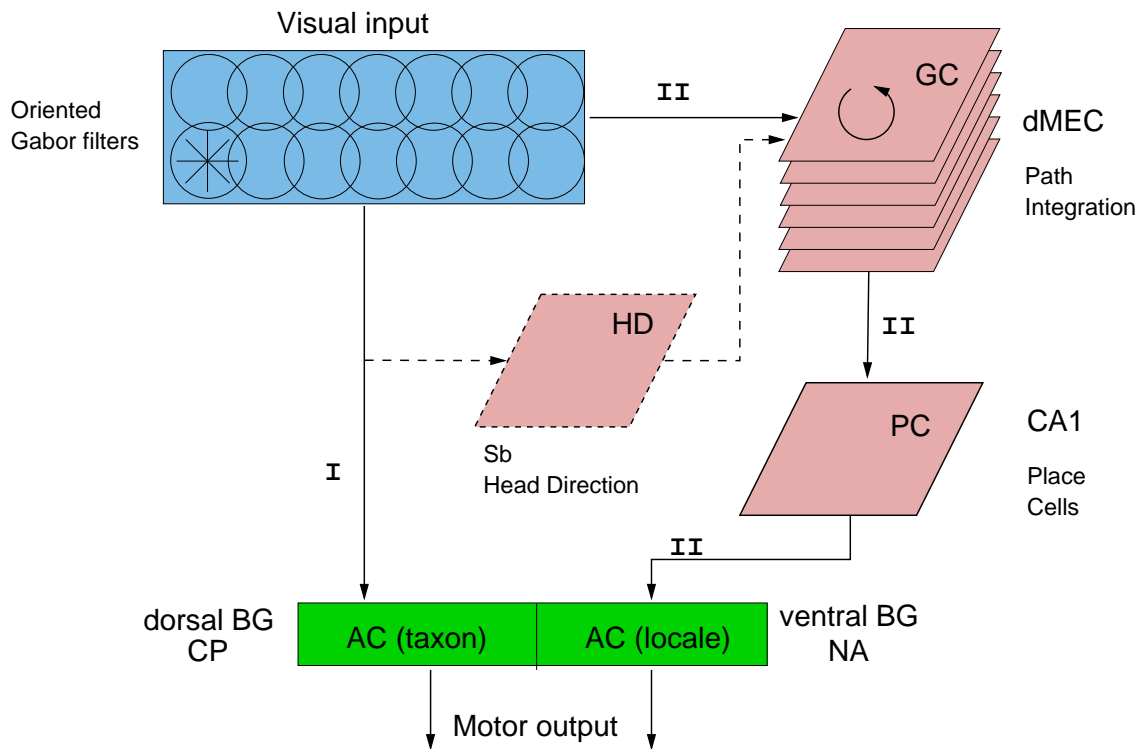 Visual input
Oriented
Gabor filters
II
GC
dMEC
Path
Integration
HD
II
Sb
Head Direction
PC
CA1
Place
Cells
I
II
dorsal BG
CP
AC (taxon)
AC (locale)
ventral BG
NA
Motor output